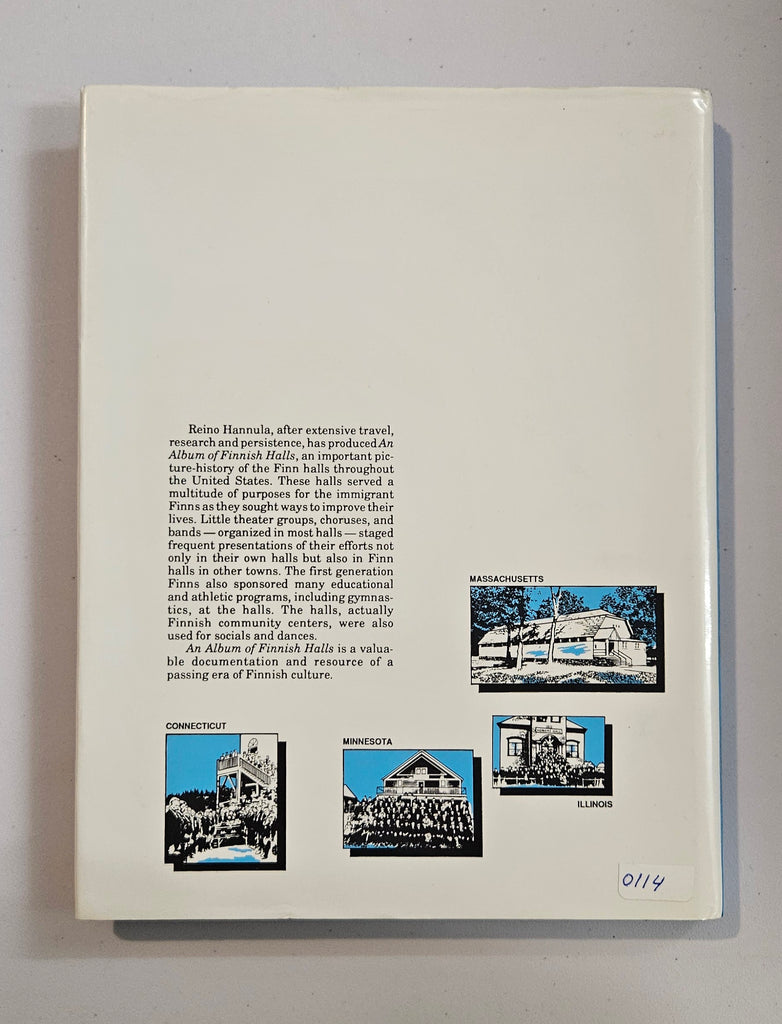 Reino Hannula, after extensive travel,
research and persistence, has produced An
Album of Finnish Halls, an important pic-
ture-history of the Finn halls throughout
the United States. These halls served a
multitude of purposes for the immigrant
Finns as they sought ways to improve their
lives. Little theater groups, choruses, and
bands — organized in most halls — staged
frequent presentations of their efforts not
only in their own halls but also in Finn
halls in other towns. The first generation
Finns also sponsored many educational
and athletic programs, including gymnas-
tics, at the halls. The halls, actually
Finnish community centers, were also
used for socials and dances.
An Album of Finnish Halls is a valua-
ble documentation and resource of a
passing era of Finnish culture.
MASSACHUSETTS
CONNECTICUT
MINNESOTA
ILLINOIS
0114